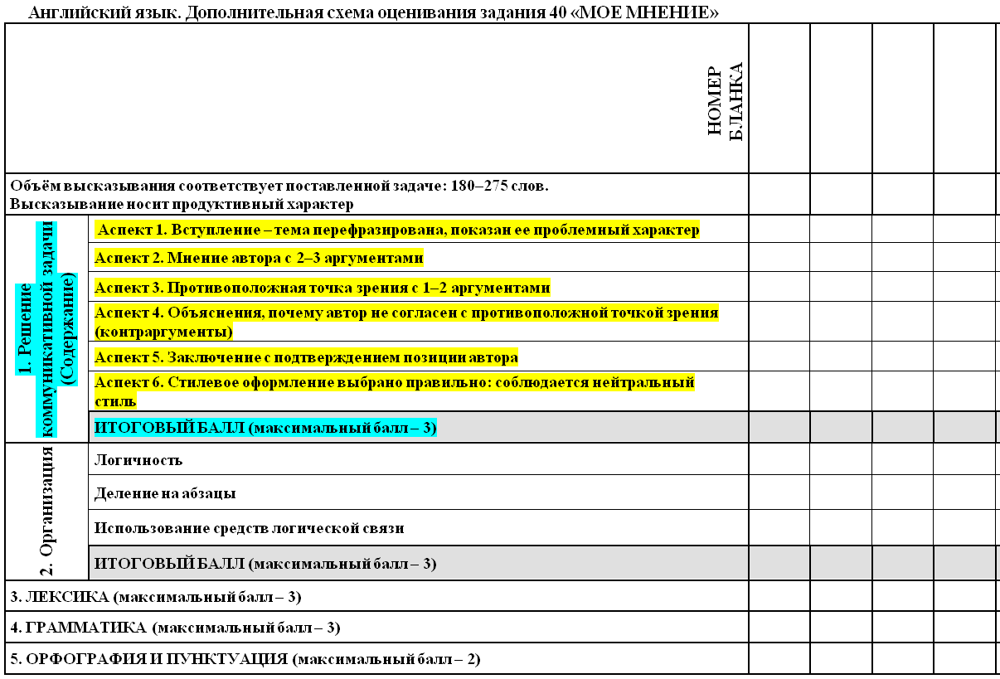 Английский язык. Дополнительная схема оценивания задания 40 «МОЕ МНЕНИЕ»
НОМЕР
БЛАНКА
Объём высказывания соответствует поставленной задаче: 180–275 слов.
Высказывание носит продуктивный характер
1. Решение
коммуникативной задачи
(Содержание)
Аспект 1. Вступление – тема перефразирована, показан ее проблемный характер
Аспект 2. Мнение автора с 2–3 аргументами
Аспект 3. Противоположная точка зрения с 1–2 аргументами
Аспект 4. Объяснения, почему автор не согласен с противоположной точкой зрения
(контраргументы)
Аспект 5. Заключение с подтверждением позиции автора
Аспект 6. Стилевое оформление выбрано правильно: соблюдается нейтральный
стиль
ИТОГОВЫЙ БАЛЛ (максимальный балл – 3)
2. Организация
Логичность
Деление на абзацы
Использование средств логической связи
ИТОГОВЫЙ БАЛЛ (максимальный балл – 3)
3. ЛЕКСИКА (максимальный балл – 3)
4. ГРАММАТИКА (максимальный балл – 3)
5. ОРФОГРАФИЯ И ПУНКТУАЦИЯ (максимальный балл – 2)